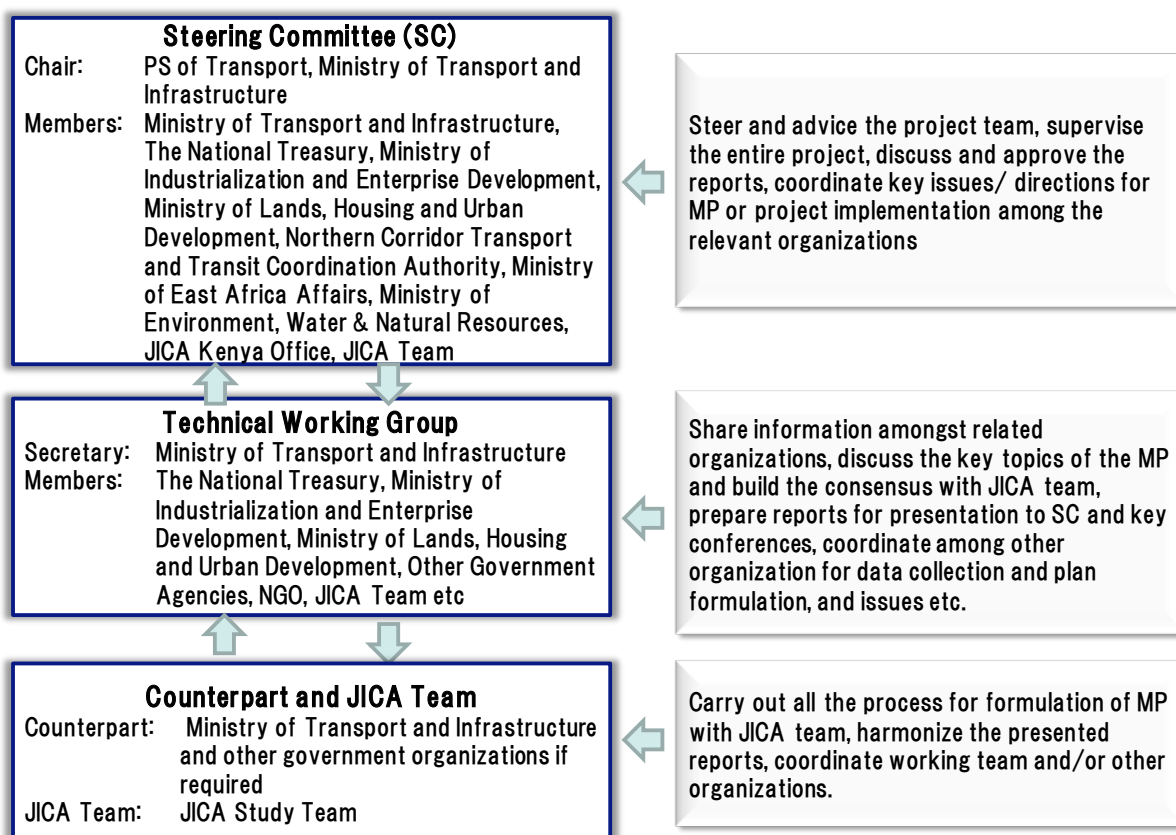 Steering Committee (SC)
Chair: PS of Transport, Ministry of Transport and
Infrastructure
Members: Ministry of Transport and Infrastructure,
The National Treasury, Ministry of
Industrialization and Enterprise Development,
Ministry of Lands, Housing and Urban
Development, Northern Corridor Transport
and Transit Coordination Authority, Ministry
of East Africa Affairs, Ministry of
Environment, Water & Natural Resources,
JICA Kenya Office, JICA Team
Steer and advice the project team, supervise
the entire project, discuss and approve the
reports, coordinate key issues/ directions for
MP or project implementation among the
relevant organizations
Technical Working Group
Secretary: Ministry of Transport and Infrastructure
Members: The National Treasury, Ministry of
Industrialization and Enterprise
Development, Ministry of Lands, Housing
and Urban Development, Other Government
Agencies, NGO, JICA Team etc
Share information amongst related
organizations, discuss the key topics of the MP
and build the consensus with JICA team,
prepare reports for presentation to SC and key
conferences, coordinate among other
organization for data collection and plan
formulation, and issues etc.
Counterpart and JICA Team
Counterpart: Ministry of Transport and Infrastructure
and other government organizations if
required
JICA Team: JICA Study Team
Carry out all the process for formulation of MP
with JICA team, harmonize the presented
reports, coordinate working team and/or other
organizations.